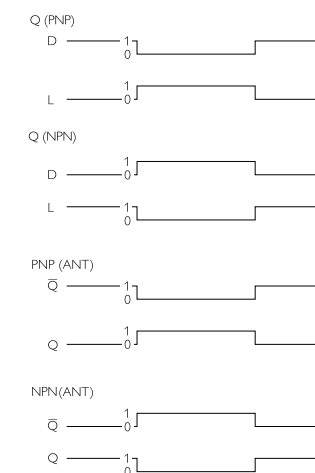 Q (PNP)
D 1
0
1
L 0
Q (NPN)
1
D 0
L 1
0
PNP (ANT)
Q̅ 1
0
1
Q 0
NPN(ANT)
1
Q̅ 0
Q 1
0